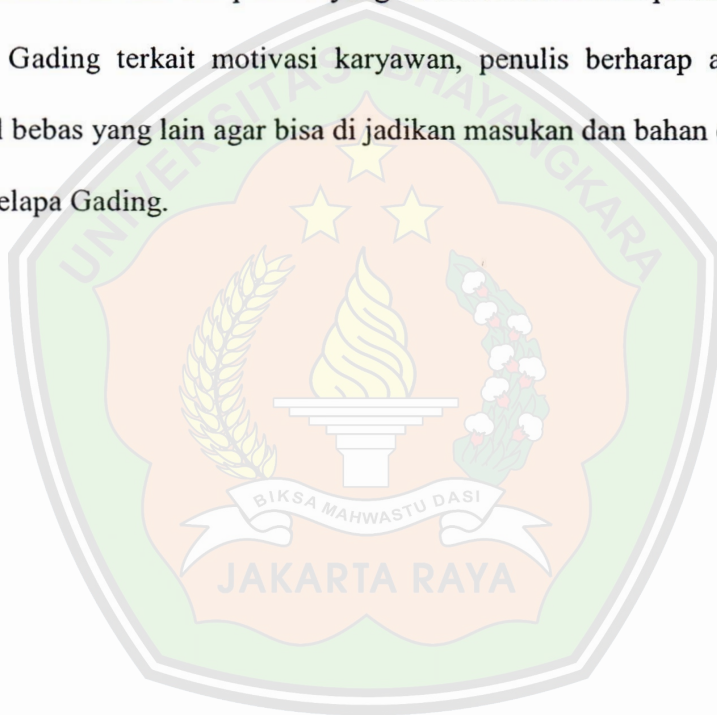 Gading terkait motivasi karyawan, penulis berharap
bebas yang lain agar bisa di jadikan masukan dan bahan
elapa Gading.
UNIVERSITAS BHAYANGKARA
BIKSA MAHWASTU DASI
JAKARTA RAYA